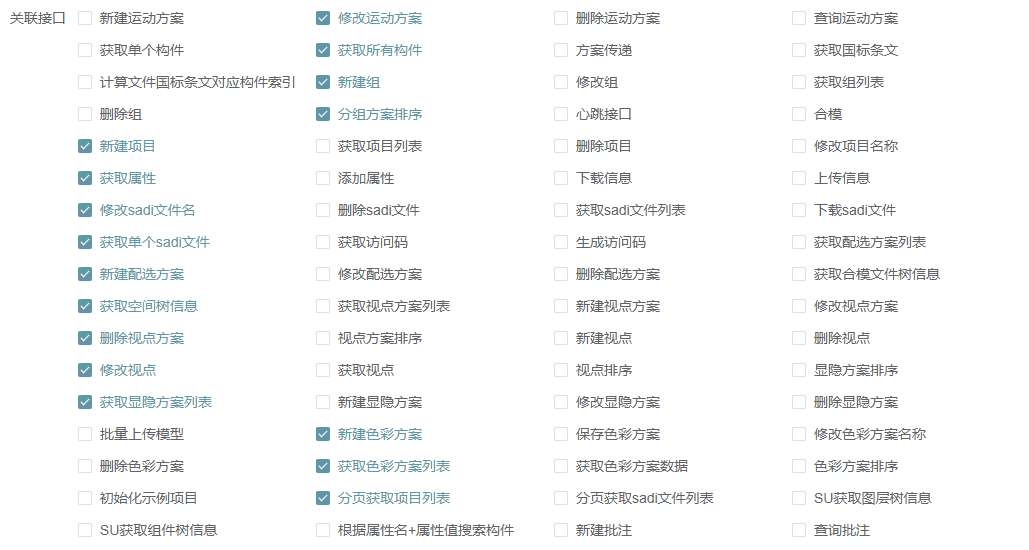 关联接口 新建运动方案 修改运动方案 删除运动方案 查询运动方案
获取单个构件 获取所有构件 方案传递 获取国标条文
计算文件国标条文对应构件索引 新建组 修改组 获取组列表
删除组 分组方案排序 心跳接口 合模
新建项目 获取项目列表 删除项目 修改项目名称
获取属性 添加属性 下载信息 上传信息
修改sadi文件名 删除sadi文件 获取sadi文件列表 下载sadi文件
获取单个sadi文件 获取访问码 生成访问码 获取配选方案列表
新建配选方案 修改配选方案 删除配选方案 获取合模文件树信息
获取空间树信息 获取视点方案列表 新建视点方案 修改视点方案
删除视点方案 视点方案排序 新建视点 删除视点
修改视点 获取视点 视点排序 显隐方案排序
获取显隐方案列表 新建显隐方案 修改显隐方案 删除显隐方案
批量上传模型 新建色彩方案 保存色彩方案 修改色彩方案名称
删除色彩方案 获取色彩方案列表 获取色彩方案数据 色彩方案排序
初始化示例项目 分页获取项目列表 分页获取sadi文件列表 SU获取图层树信息
SU获取组件树信息 根据属性名+属性值搜索构件 新建批注 查询批注